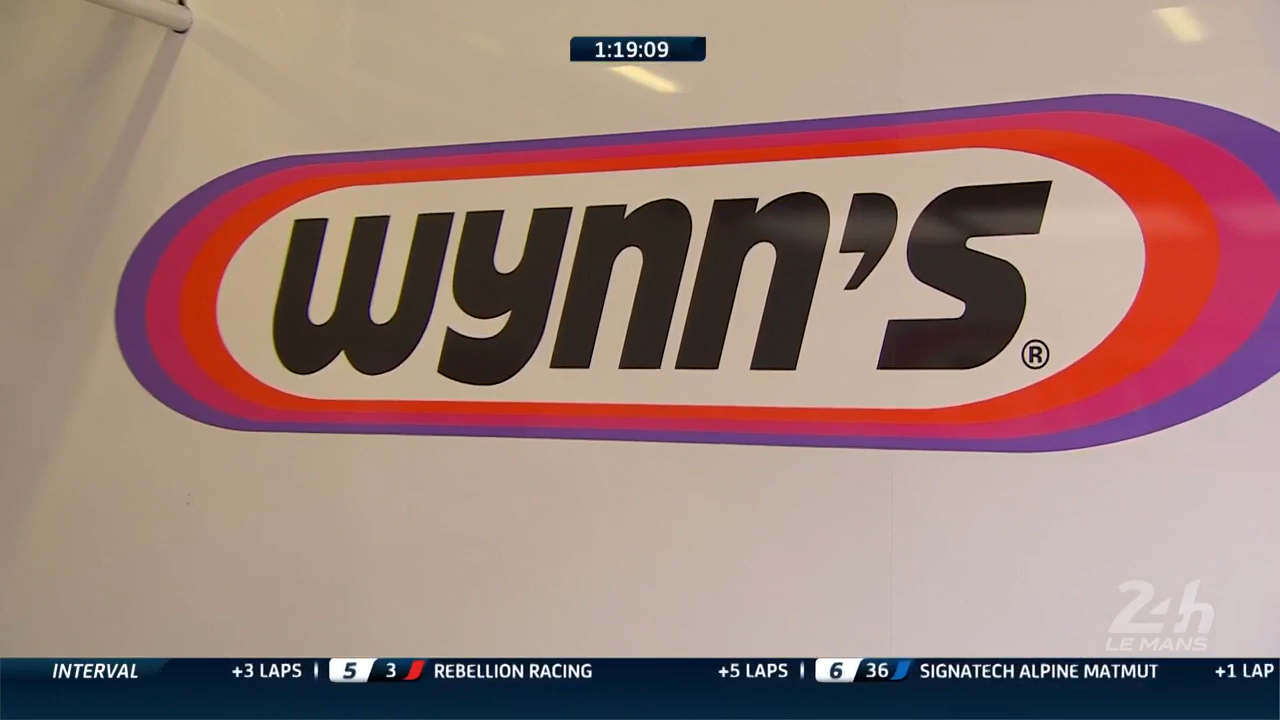 1:19:09
wynn's®
24h
LE MANS
INTERVAL +3 LAPS 5 3 REBELLION RACING +5 LAPS 6 36 SIGNATECH ALPINE MATMUT +1 LAP